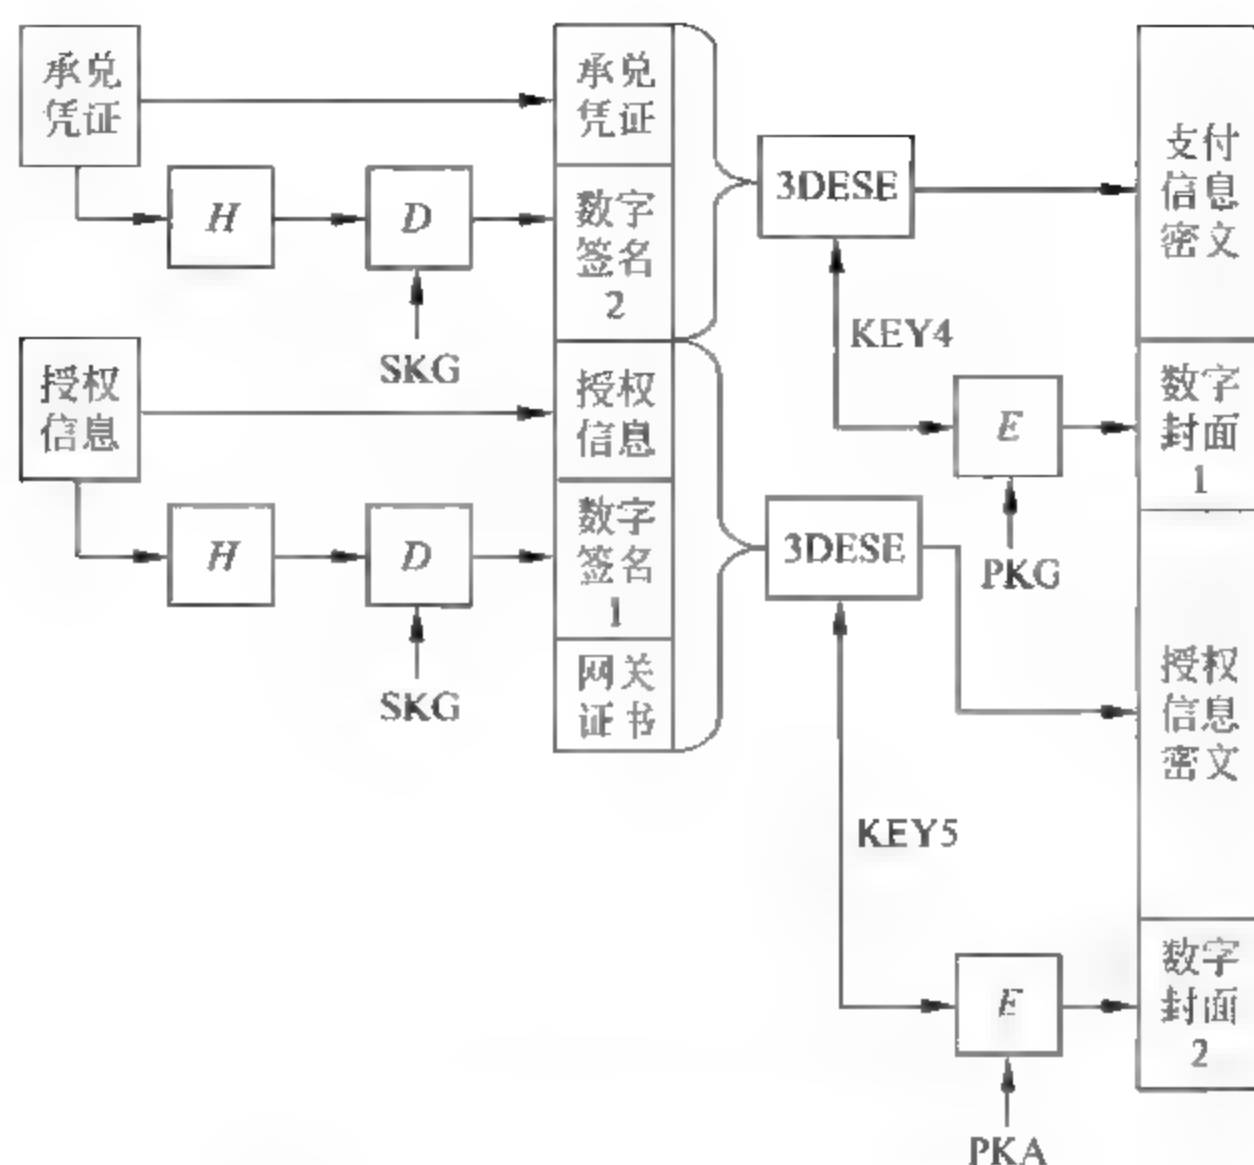 承兑
凭证
H
D
SKG
授权
信息
H
D
SKG
承兑
凭证
数字
签名
2
授权
信息
数字
签名
1
网关
证书
3DESE
KEY4
E
PKG
3DESE
KEY5
E
PKA
支付
信息
密文
数字
封面
1
授权
信息
密文
数字
封面
2